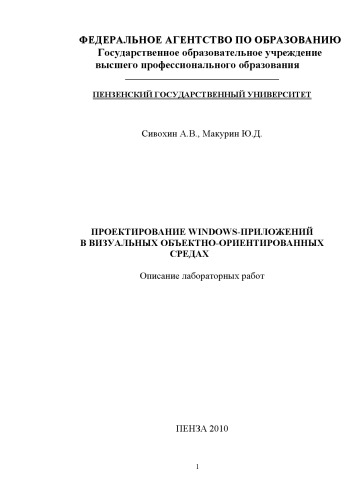 ФЕДЕРАЛЬНОЕ АГЕНТСТВО ПО ОБРАЗОВАНИЮ
Государственное образовательное учреждение
высшего профессионального образования
ПЕНЗЕНСКИЙ ГОСУДАРСТВЕННЫЙ УНИВЕРСИТЕТ
Сивохин А.В., Макурин Ю.Д.
ПРОЕКТИРОВАНИЕ WINDOWS-ПРИЛОЖЕНИЙ
В ВИЗУАЛЬНЫХ ОБЪЕКТНО-ОРИЕНТИРОВАННЫХ
СРЕДАХ
Описание лабораторных работ
ПЕНЗА 2010
1